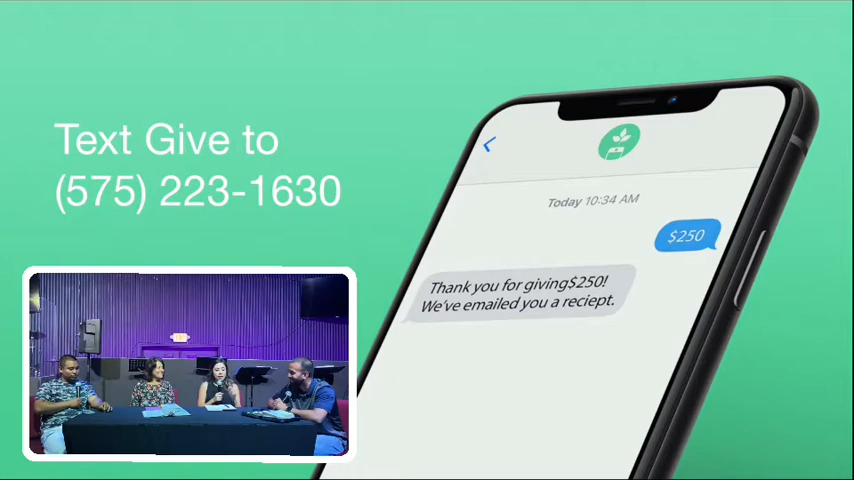 Text Give to
(575) 223-1630
Today 10:34 AM
$250
Thank you for giving$250!
We've emailed you a reciept.